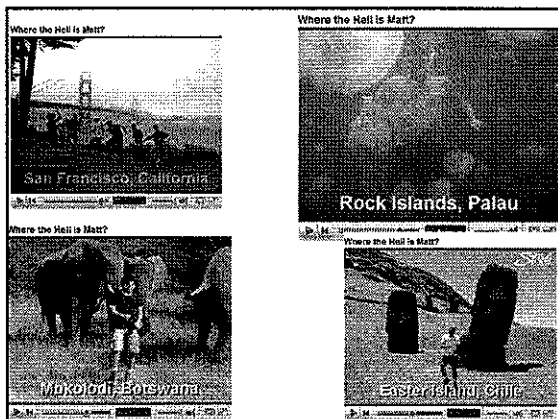 Where the Hell is Matt?
San Francisco, California
Where the Hell is Matt?
Rock Islands, Palau
Where the Hell is Matt?
Mokolodi, Botswana
Where the Hell is Matt?
Easter Island, Chile